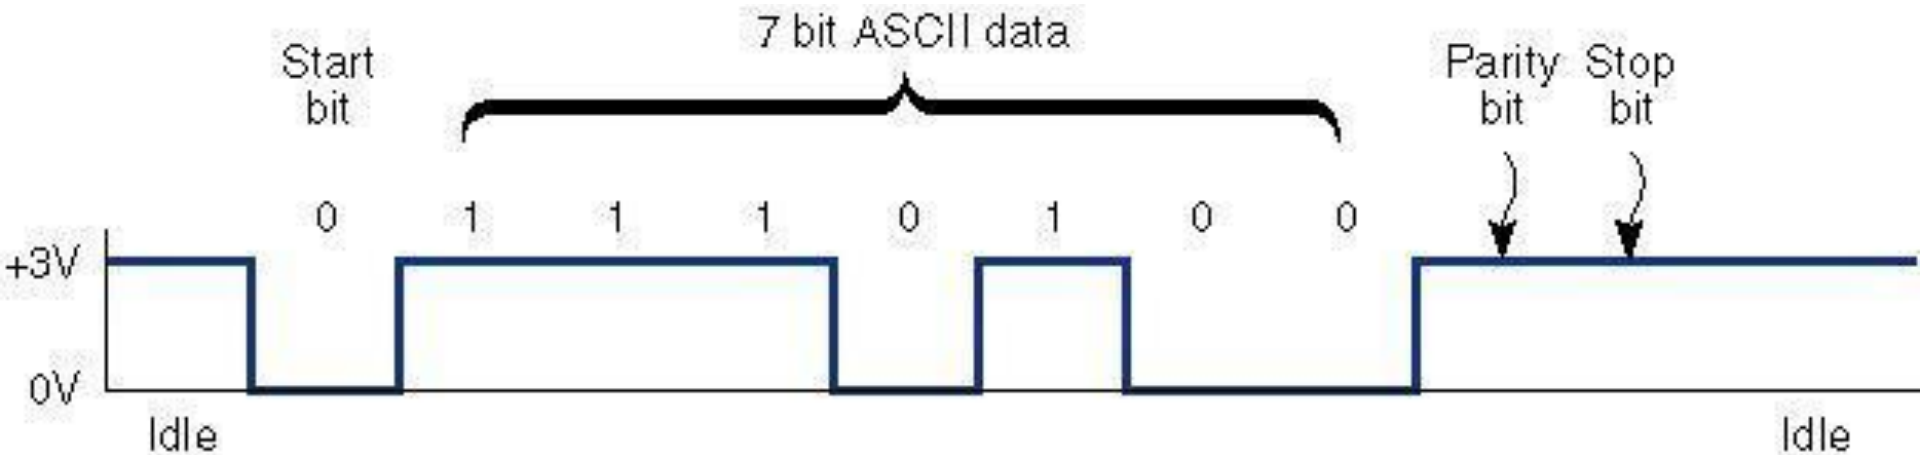 7 bit ASCII data
Start
bit
Parity
bit
Stop
bit
0 1 1 1 0 1 0 0
+3V
0V
Idle
Idle